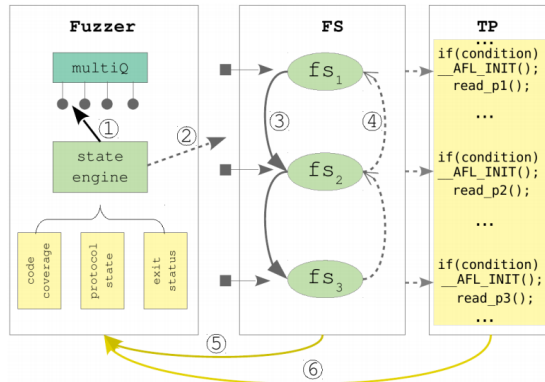 Fuzzer
multiQ
①
②
state
engine
code
coverage
protocol
state
exit
status
FS
fs1
③
④
fs2
fs3
TP
...
if(condition)
__AFL_INIT();
read_p1();
...
if(condition)
__AFL_INIT();
read_p2();
...
if(condition)
__AFL_INIT();
read_p3();
...
⑤
⑥